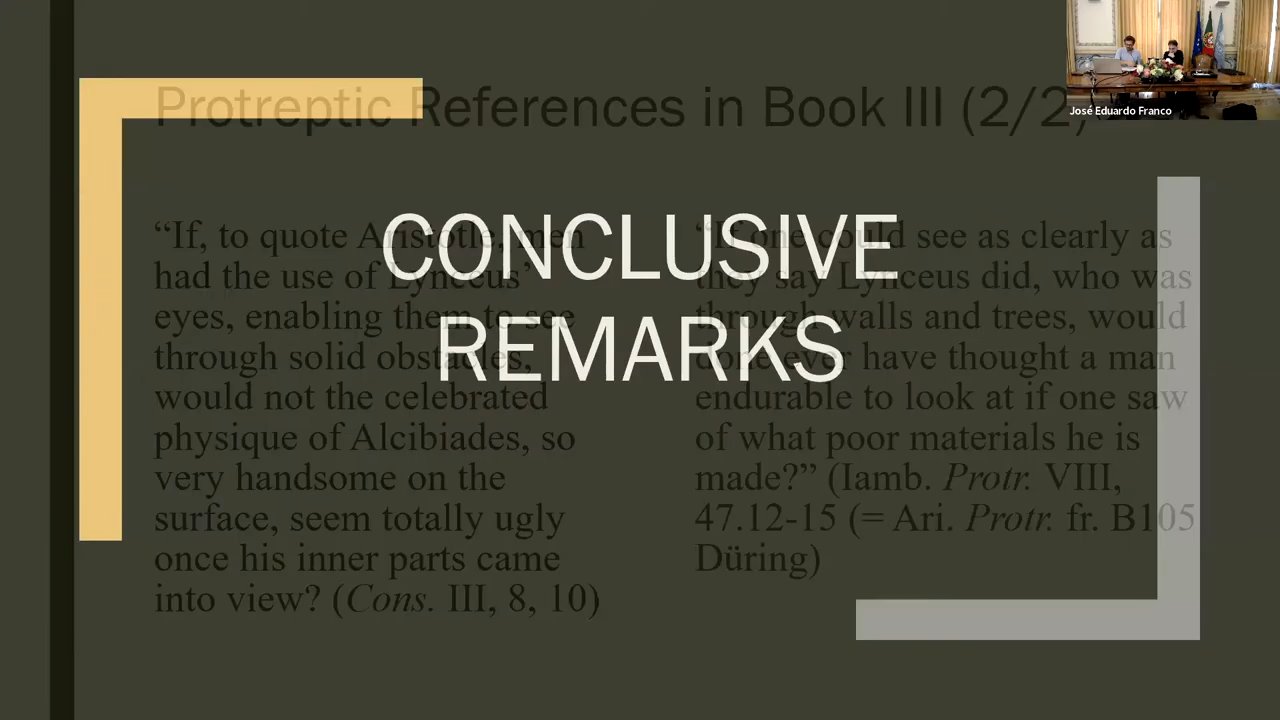 José Eduardo Franco
Protreptic References in Book III (2/2)
CONCLUSIVE
REMARKS
“If, to quote Aristotle, men
had the use of Lynceus’
eyes, enabling them to see
through solid obstacles,
would not the celebrated
physique of Alcibiades, so
very handsome on the
surface, seem totally ugly
once his inner parts came
into view? (Cons. III, 8, 10)
“If one could see as clearly as
they say Lynceus did, who was
through walls and trees, would
done ever have thought a man
endurable to look at if one saw
of what poor materials he is
made?” (Iamb. Protr. VIII,
47.12-15 (= Ari. Protr. fr. B105
Düring)